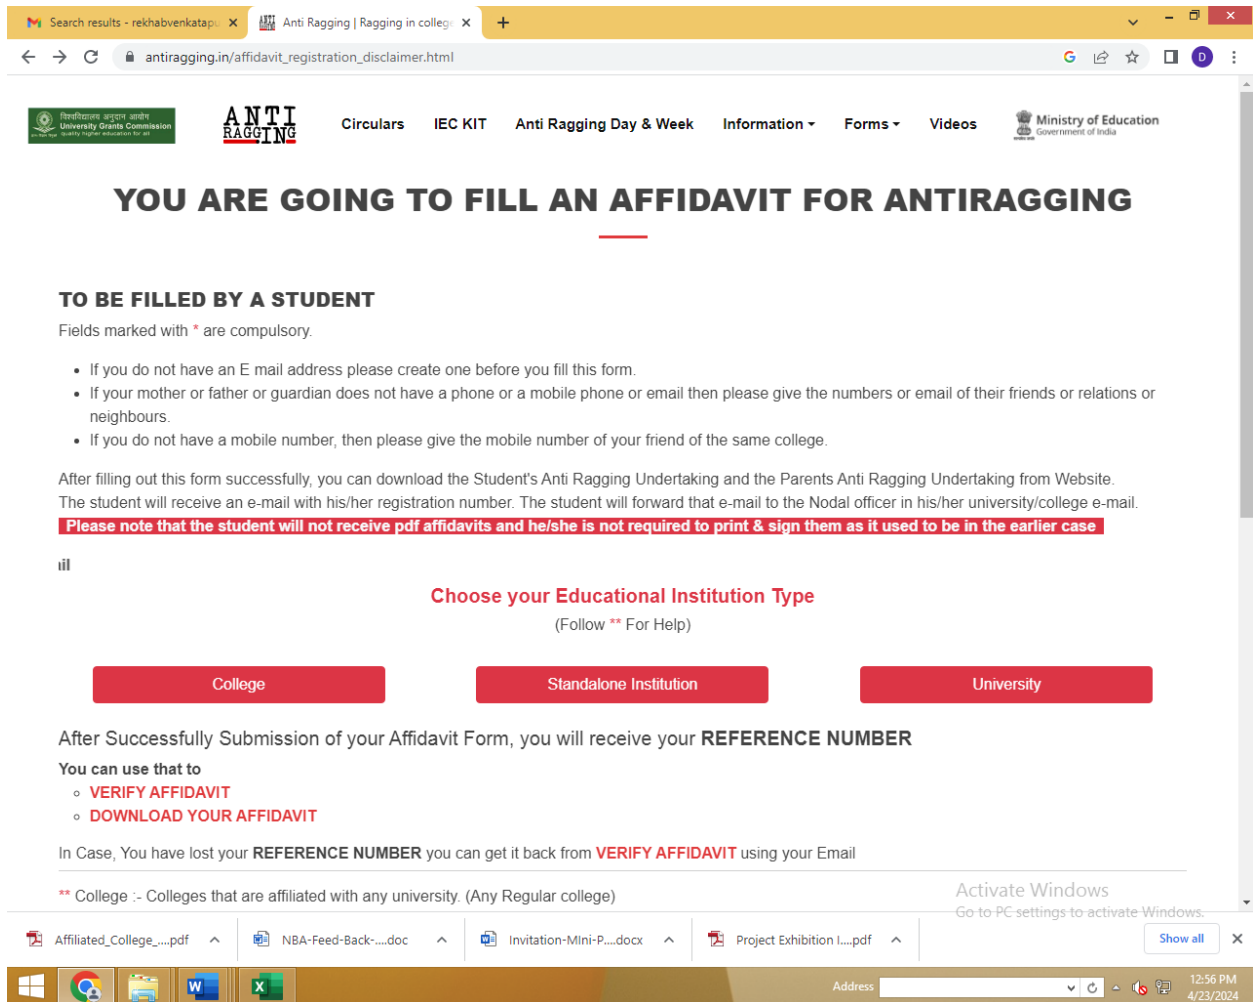 Search results - rekhabvenkatapu
Anti Ragging | Ragging in college
antiragging.in/affidavit_registration_disclaimer.html
D
विश्वविद्यालय अनुदान आयोग
University Grants Commission
quality higher education for all
ANTI
RAGGING
Circulars
IEC KIT
Anti Ragging Day & Week
Information
Forms
Videos
Ministry of Education
Government of India
YOU ARE GOING TO FILL AN AFFIDAVIT FOR ANTIRAGGING
TO BE FILLED BY A STUDENT
Fields marked with * are compulsory.
• If you do not have an E mail address please create one before you fill this form.
• If your mother or father or guardian does not have a phone or a mobile phone or email then please give the numbers or email of their friends or relations or
neighbours.
• If you do not have a mobile number, then please give the mobile number of your friend of the same college.
After filling out this form successfully, you can download the Student's Anti Ragging Undertaking and the Parents Anti Ragging Undertaking from Website.
The student will receive an e-mail with his/her registration number. The student will forward that e-mail to the Nodal officer in his/her university/college e-mail.
Please note that the student will not receive pdf affidavits and he/she is not required to print & sign them as it used to be in the earlier case
Choose your Educational Institution Type
(Follow ** For Help)
College
Standalone Institution
University
After Successfully Submission of your Affidavit Form, you will receive your REFERENCE NUMBER
You can use that to
VERIFY AFFIDAVIT
DOWNLOAD YOUR AFFIDAVIT
In Case, You have lost your REFERENCE NUMBER you can get it back from VERIFY AFFIDAVIT using your Email
** College :- Colleges that are affiliated with any university. (Any Regular college)
Activate Windows
Go to PC settings to activate Windows.
Affiliated_College_....pdf
NBA-Feed-Back-....doc
Invitation-MIni-P....docx
Project Exhibition I....pdf
Show all
Address
12:56 PM
4/23/2024